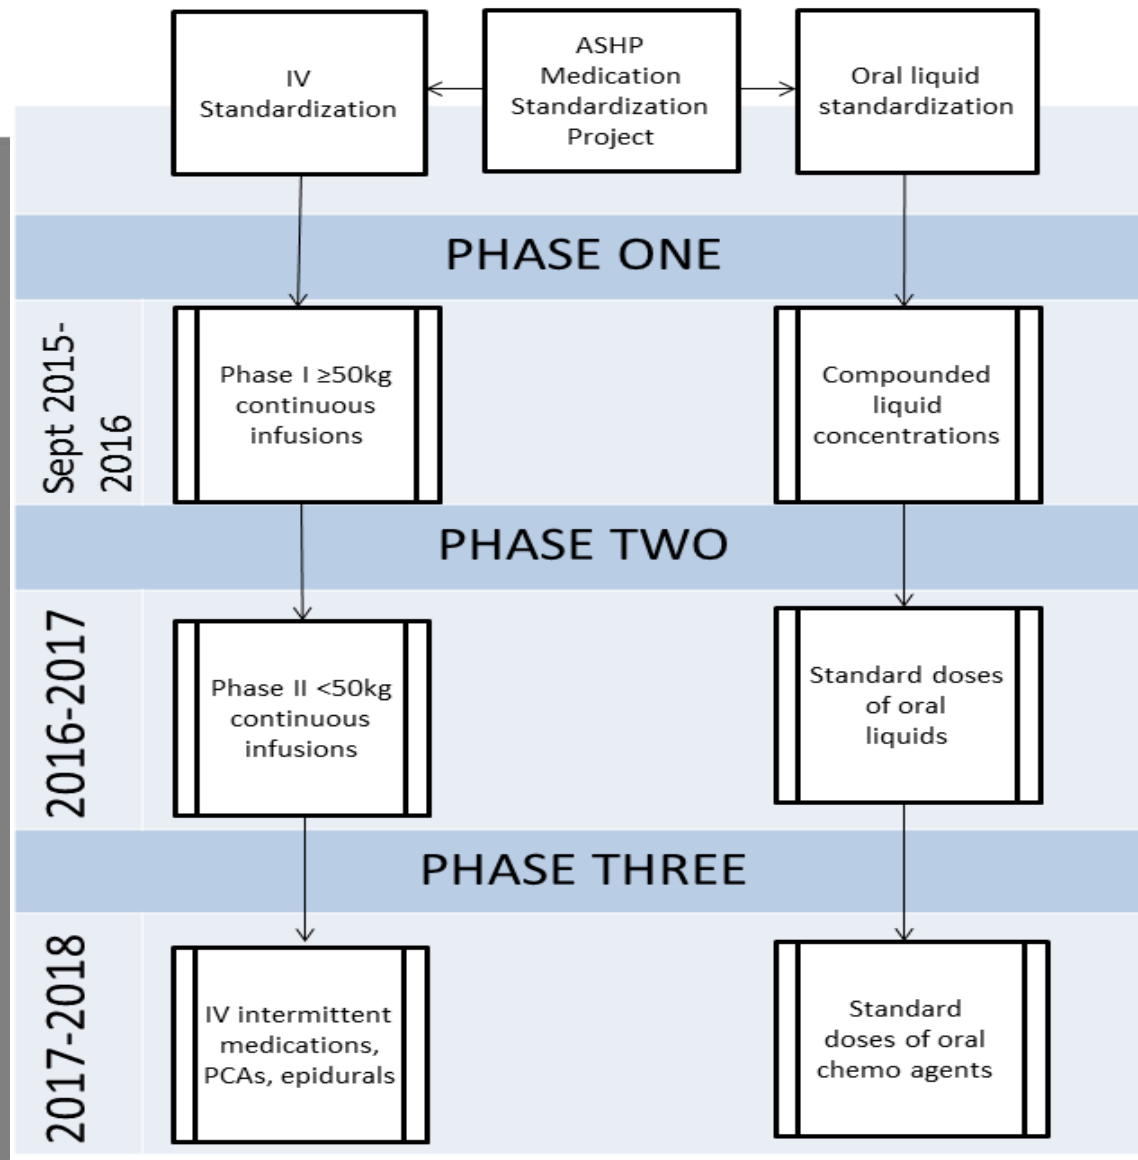 IV
Standardization
ASHP
Medication
Standardization
Project
Oral liquid
standardization
PHASE ONE
Sept 2015-
2016
Phase I ≥50kg
continuous
infusions
Compounded
liquid
concentrations
PHASE TWO
2016-2017
Phase II <50kg
continuous
infusions
Standard doses
of oral
liquids
PHASE THREE
2017-2018
IV intermittent
medications,
PCAs, epidurals
Standard
doses of oral
chemo agents